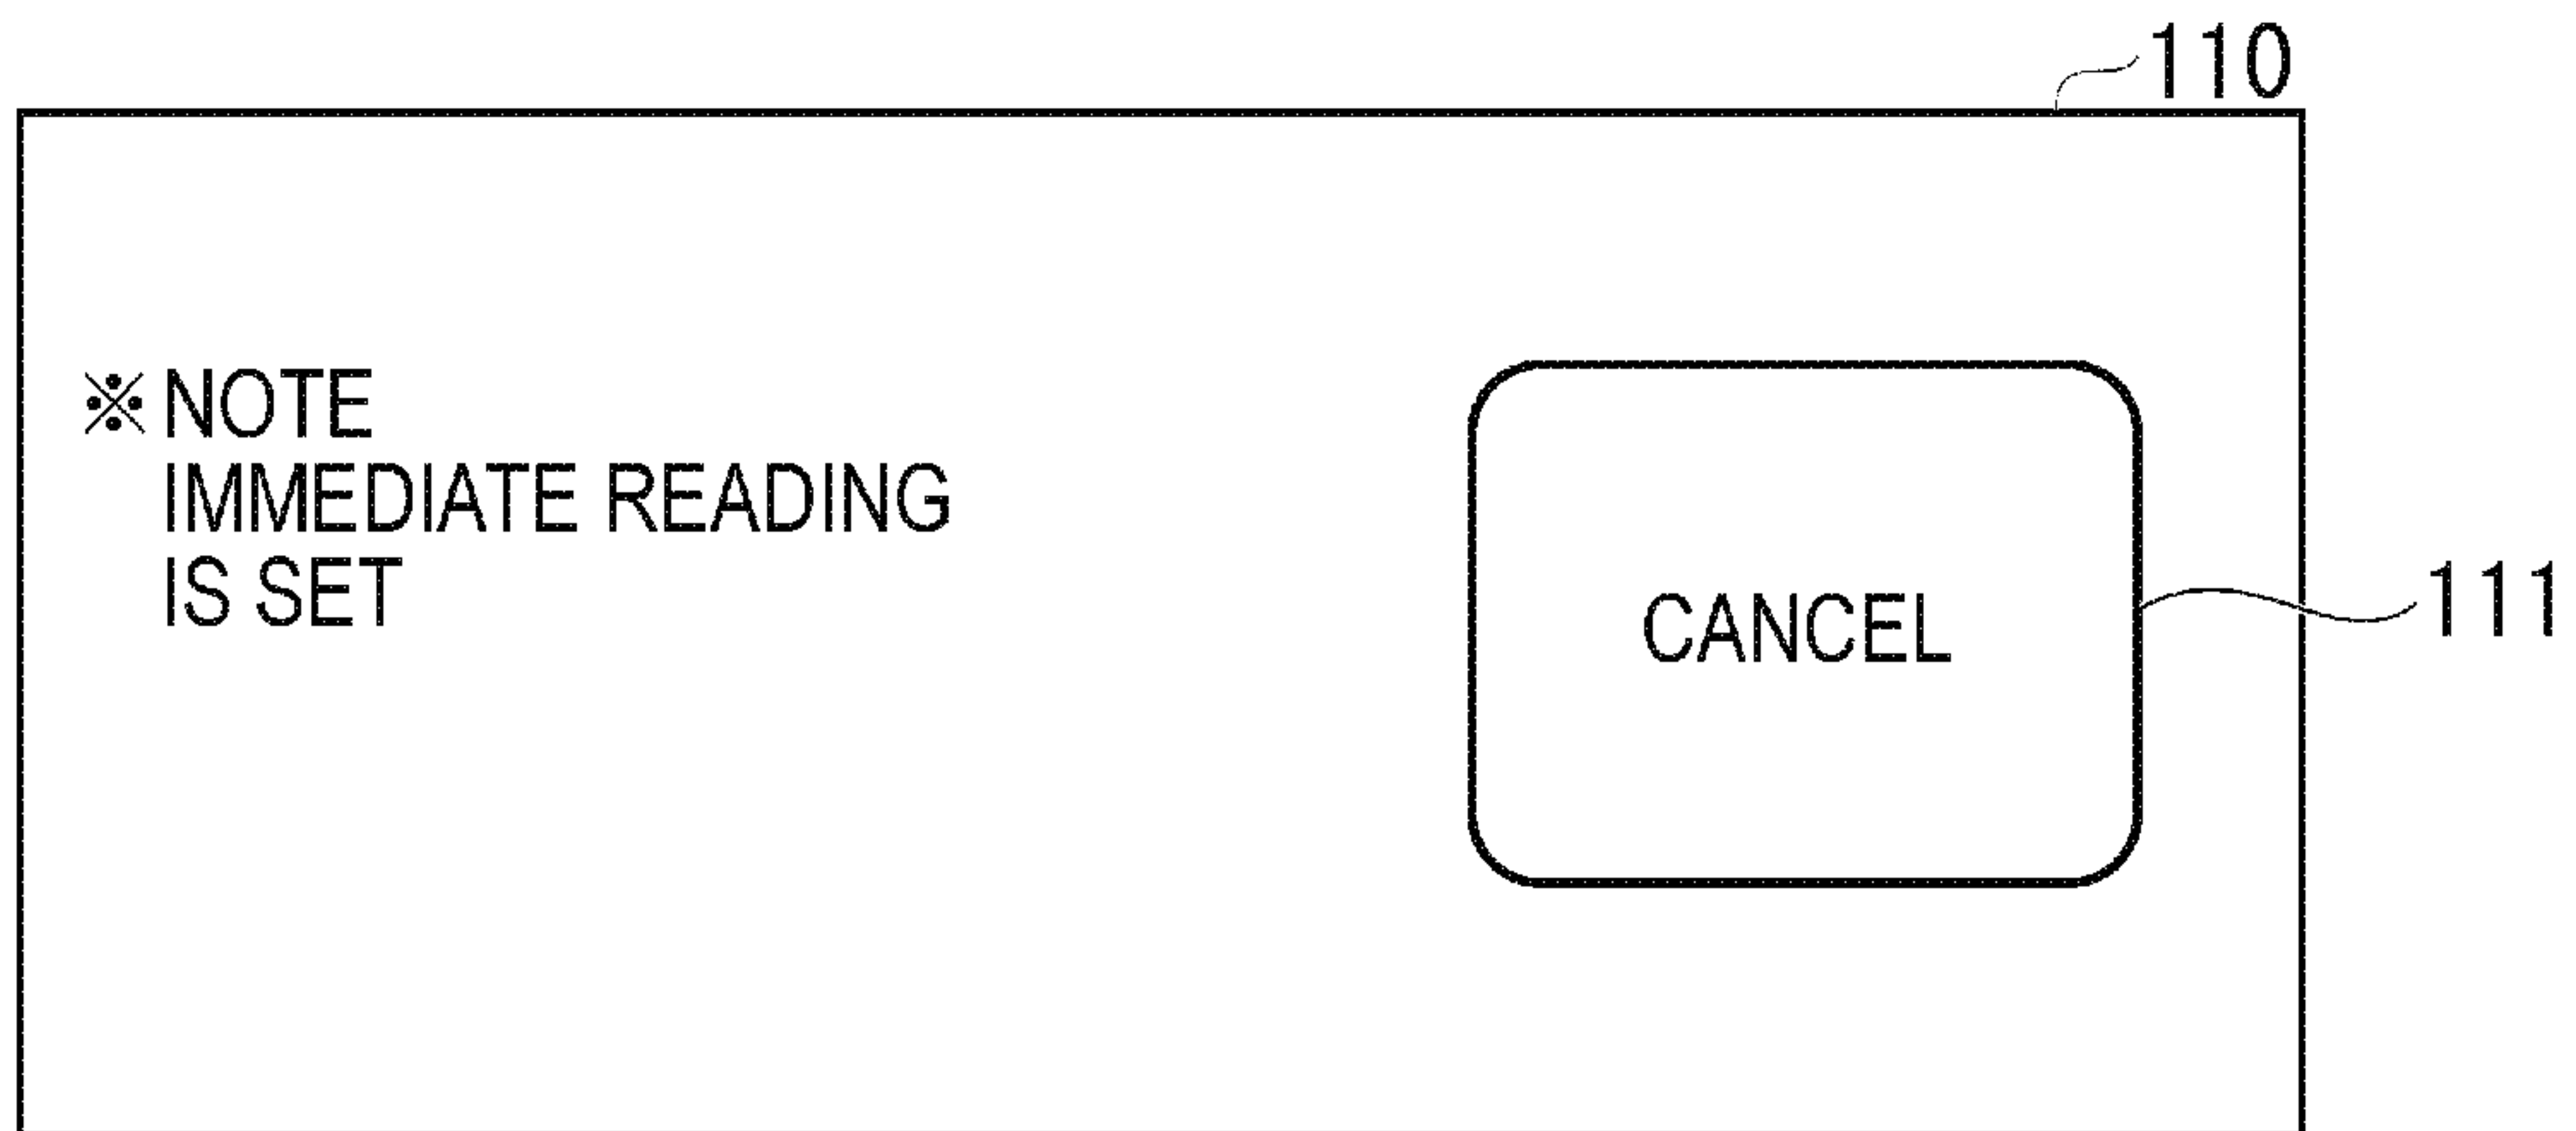 110
※ NOTE
IMMEDIATE READING
IS SET
CANCEL
111